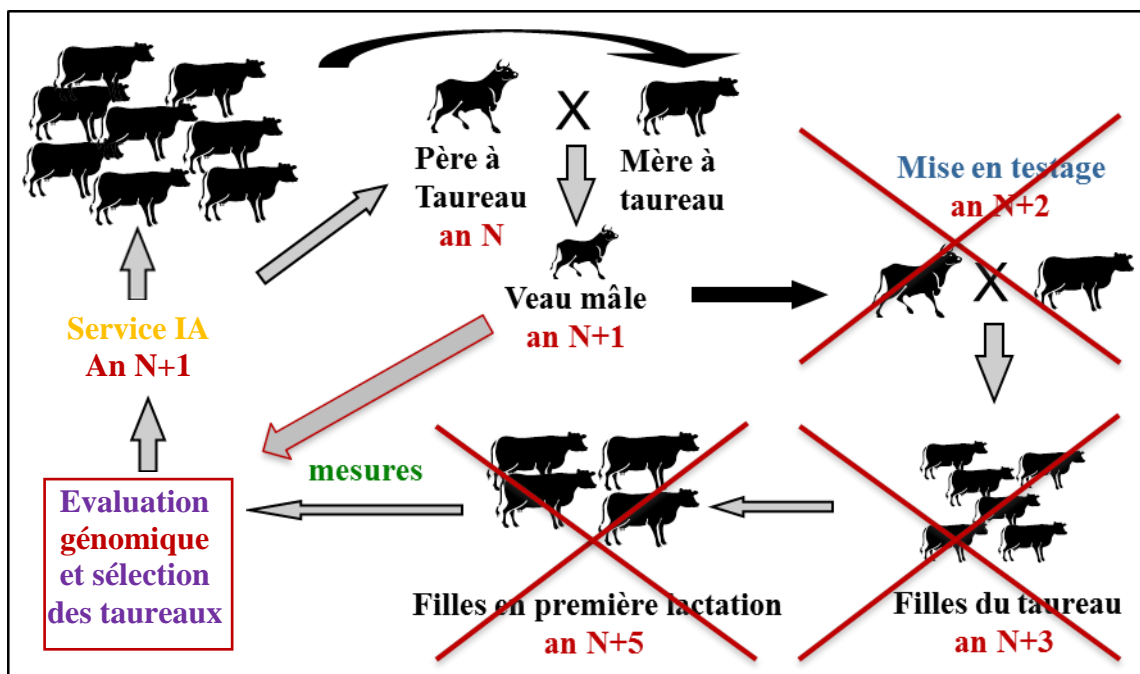 X
Père à
Taureau
an N
Mère à
taureau
Mise en testage
an N+2
X
Veau mâle
an N+1
Service IA
An N+1
mesures
Evaluation
génomique
et sélection
des taureaux
Filles en première lactation
an N+5
Filles du taureau
an N+3